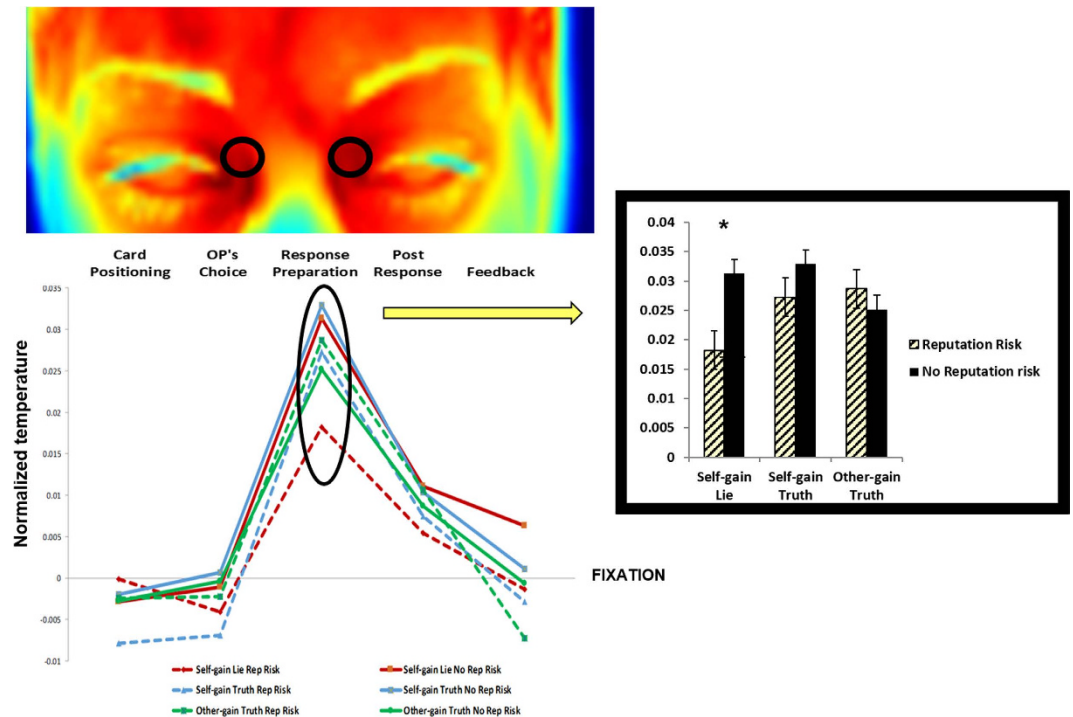 Card Positioning
OP's Choice
Response Preparation
Post Response
Feedback
Normalized temperature
0.035
0.03
0.025
0.02
0.015
0.01
0.005
0
-0.005
-0.01
FIXATION
Self-gain Lie Rep Risk
Self-gain Lie No Rep Risk
Self-gain Truth Rep Risk
Self-gain Truth No Rep Risk
Other-gain Truth Rep Risk
Other-gain Truth No Rep Risk
0.04
0.035
0.03
0.025
0.02
0.015
0.01
0.005
0
*
Self-gain Lie
Self-gain Truth
Other-gain Truth
Reputation Risk
No Reputation risk